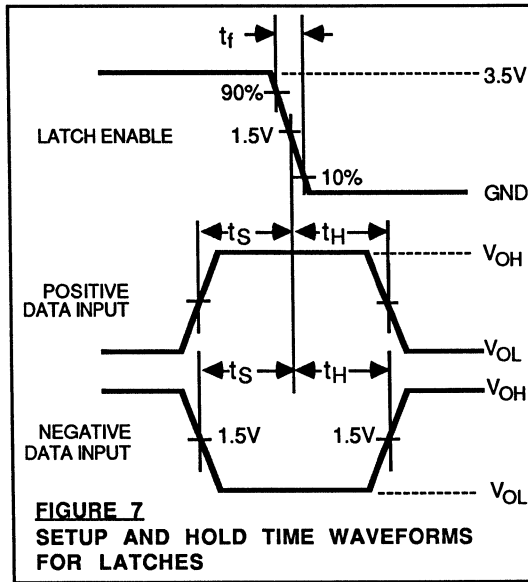 tf
3.5V
90%
LATCH ENABLE
1.5V
10%
GND
tS
tH
VOH
POSITIVE
DATA INPUT
VOL
tS
tH
VOH
NEGATIVE
DATA INPUT
1.5V
1.5V
VOL
FIGURE 7
SETUP AND HOLD TIME WAVEFORMS
FOR LATCHES